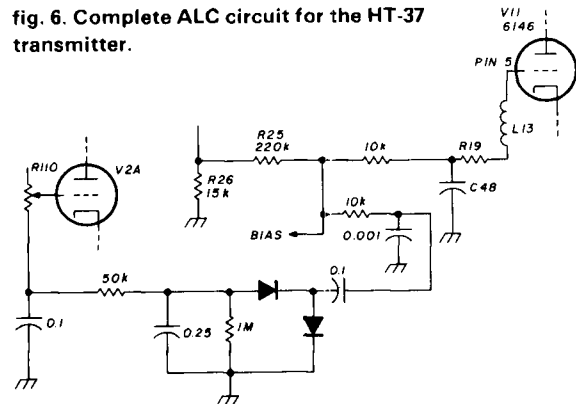 fig. 6. Complete ALC circuit for the HT-37
transmitter.
V11
6146
PIN 5
L13
R25
220k
10k
R19
R110
V2A
R26
15k
C48
10k
BIAS
0.001
0.1
50k
0.1
0.25
1M